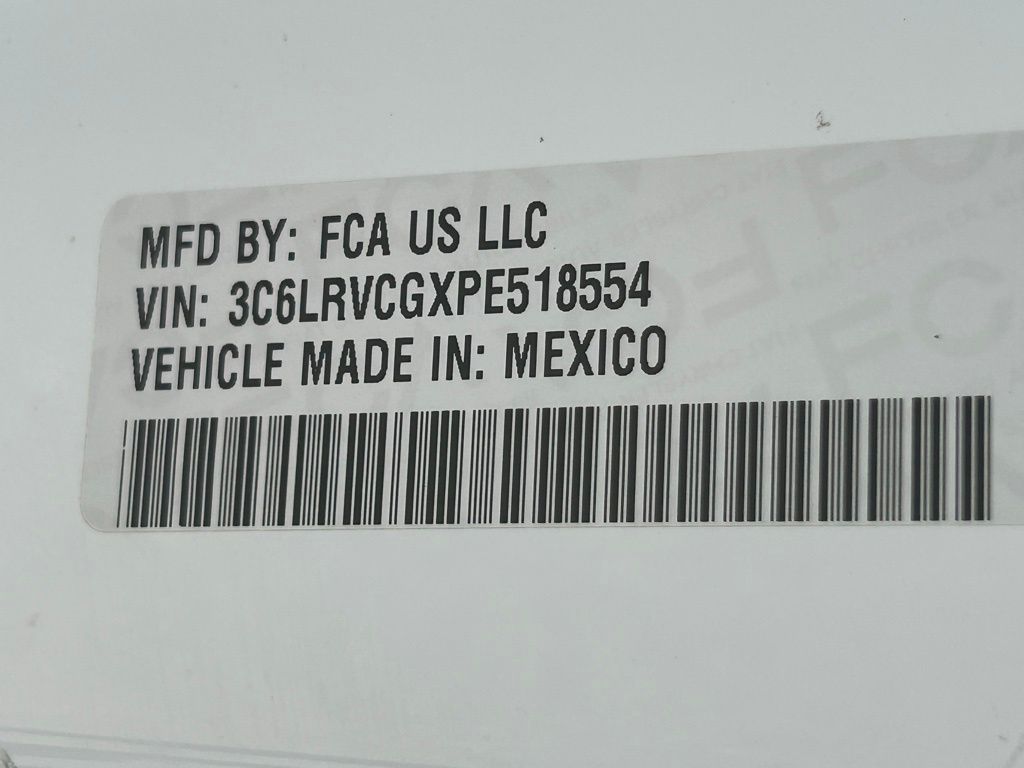 MFD BY: FCA US LLC
VIN: 3C6LRVCGXPE518554
VEHICLE MADE IN: MEXICO